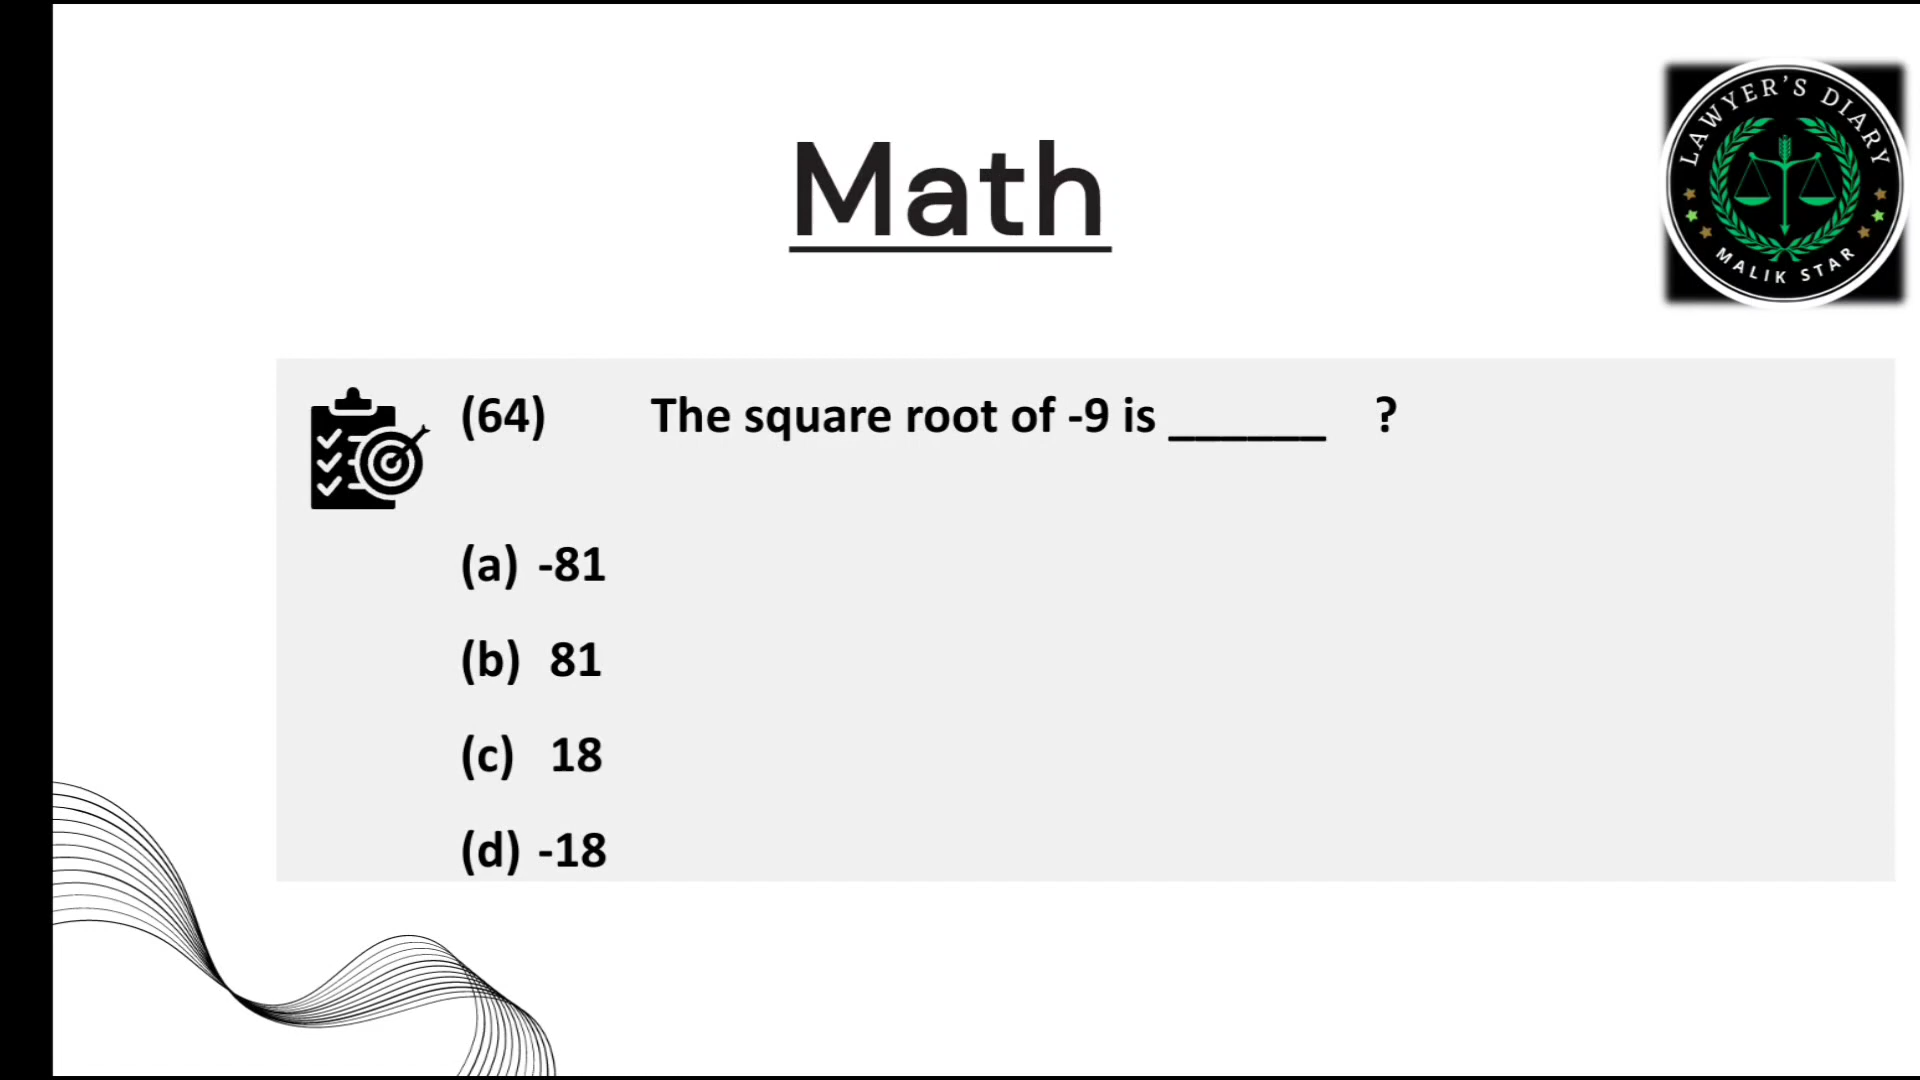 Math
LAWYER'S DIARY
MALIK STAR
(64) The square root of -9 is ______ ?
(a) -81
(b) 81
(c) 18
(d) -18